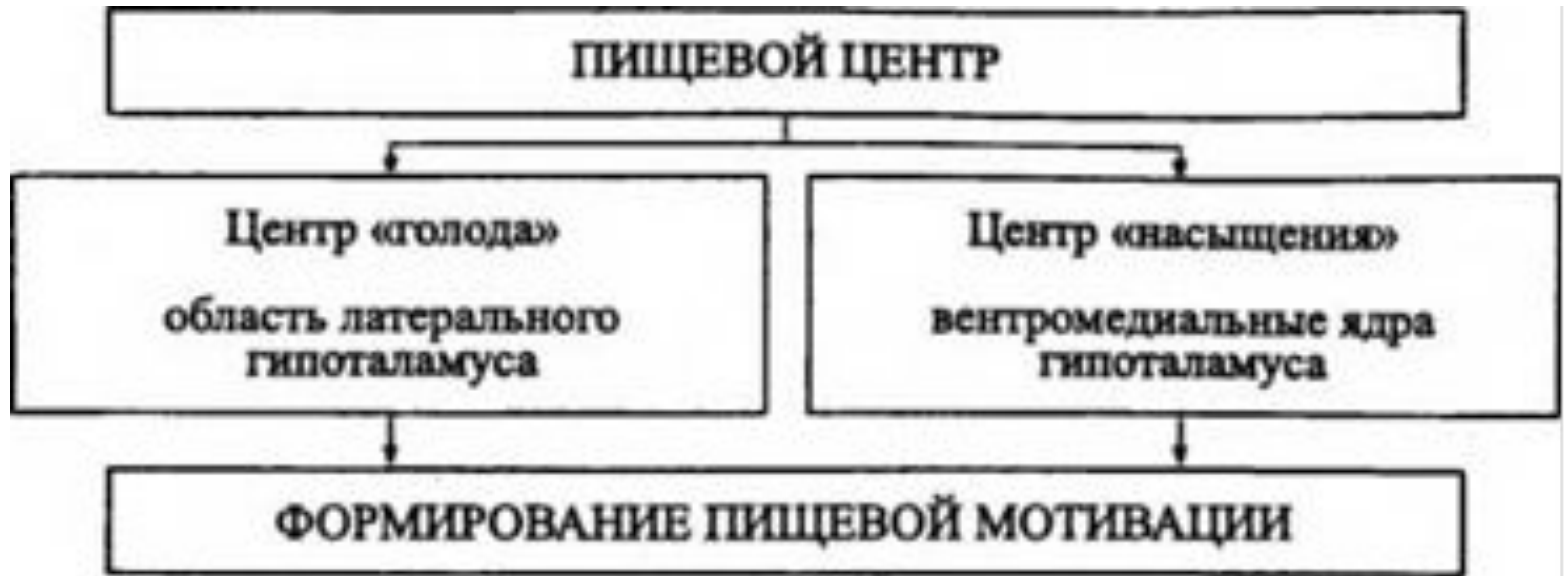 ПИЩЕВОЙ ЦЕНТР
Центр «голода»
область латерального
гипоталамуса
Центр «насыщения»
вентромедиальные ядра
гипоталамуса
ФОРМИРОВАНИЕ ПИЩЕВОЙ МОТИВАЦИИ